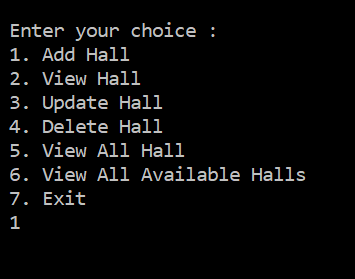 Enter your choice :
1. Add Hall
2. View Hall
3. Update Hall
4. Delete Hall
5. View All Hall
6. View All Available Halls
7. Exit
1